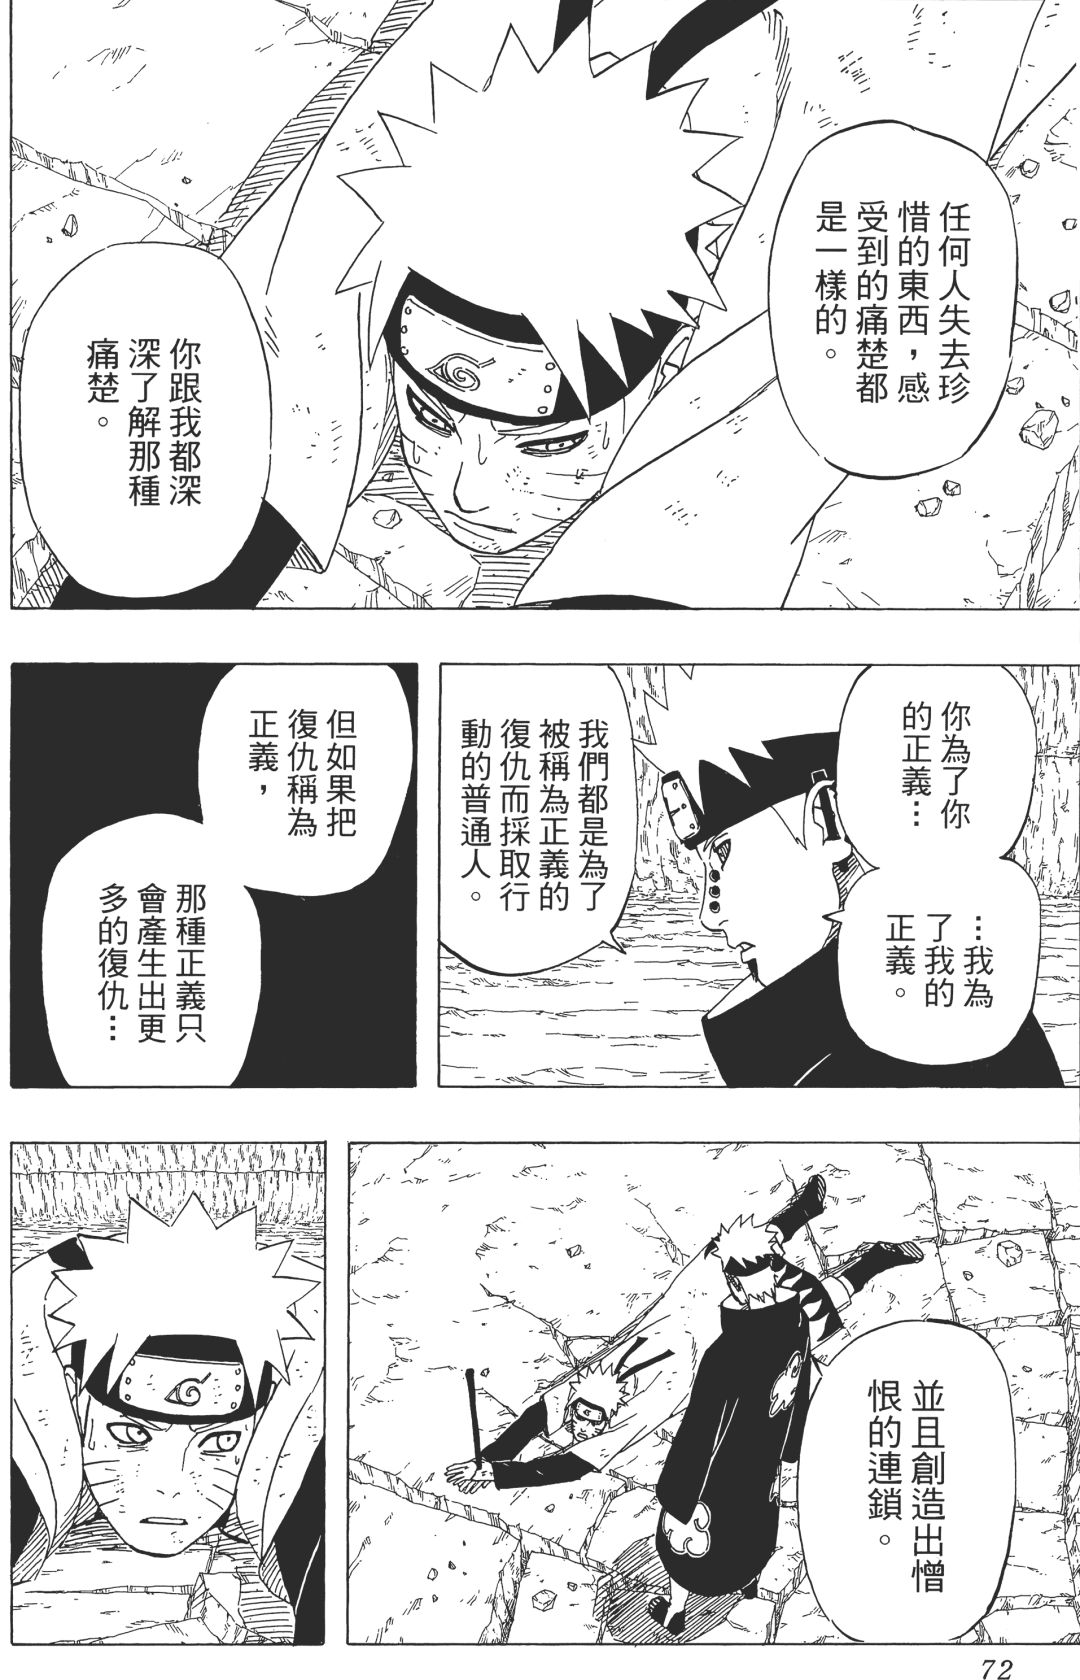 任何人失去珍
惜的東西，感
受到的痛楚都
是一樣的。
你跟我都深
深了解那種
痛楚。
你為了你
的正義…
…我為
了我的
正義。
我們都是為了
被稱為正義的
復仇而採取行
動的普通人。
但如果把
復仇稱為
正義，
那種正義只
會產生出更
多的復仇…
並且創造出憎
恨的連鎖。
72